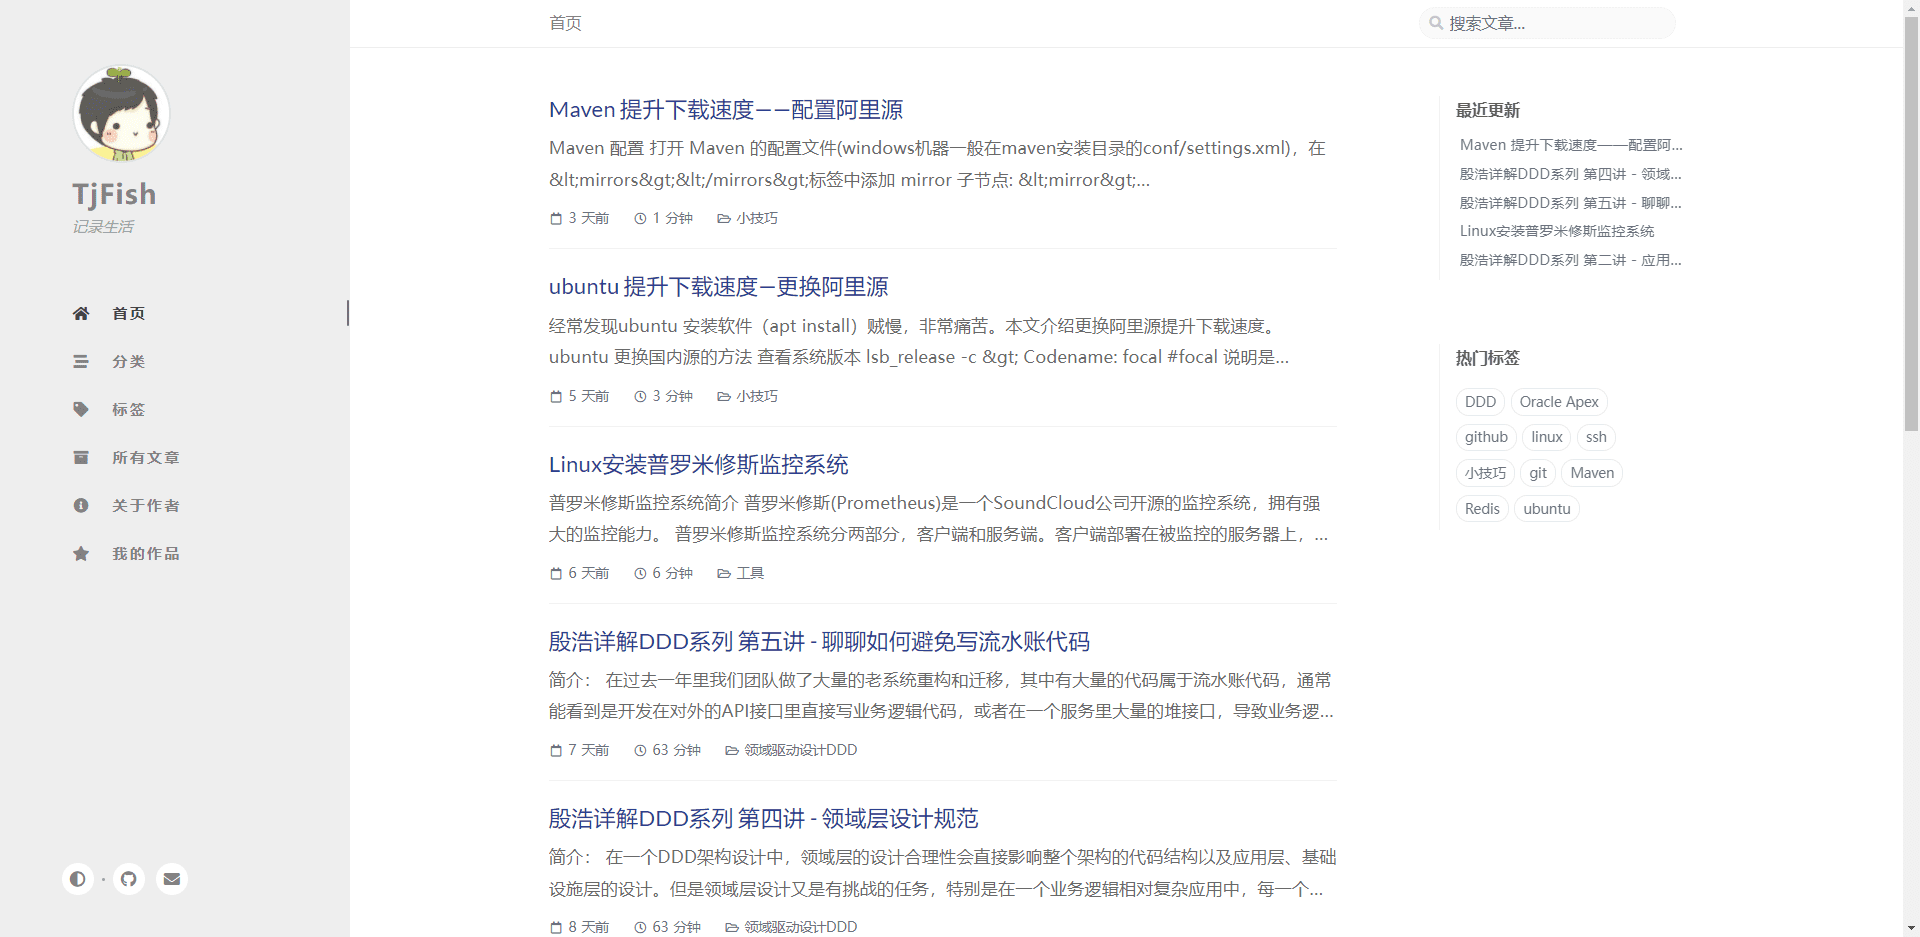 TjFish
记录生活
首页
分类
标签
所有文章
关于作者
我的作品
首页
搜索文章...
Maven 提升下载速度——配置阿里源
Maven 配置 打开 Maven 的配置文件(windows机器一般在maven安装目录的conf/settings.xml)，在
&lt;mirrors&gt;&lt;/mirrors&gt;标签中添加 mirror 子节点: &lt;mirror&gt;...
3 天前 1 分钟 小技巧
ubuntu 提升下载速度—更换阿里源
经常发现ubuntu 安装软件（apt install）贼慢，非常痛苦。本文介绍更换阿里源提升下载速度。
ubuntu 更换国内源的方法 查看系统版本 lsb_release -c &gt; Codename: focal #focal 说明是...
5 天前 3 分钟 小技巧
Linux安装普罗米修斯监控系统
普罗米修斯监控系统简介 普罗米修斯(Prometheus)是一个SoundCloud公司开源的监控系统，拥有强
大的监控能力。 普罗米修斯监控系统分两部分，客户端和服务端。客户端部署在被监控的服务器上，...
6 天前 6 分钟 工具
殷浩详解DDD系列 第五讲 - 聊聊如何避免写流水账代码
简介： 在过去一年里我们团队做了大量的老系统重构和迁移，其中有大量的代码属于流水账代码，通常
能看到是开发在对外的API接口里直接写业务逻辑代码，或者在一个服务里大量的堆接口，导致业务逻...
7 天前 63 分钟 领域驱动设计DDD
殷浩详解DDD系列 第四讲 - 领域层设计规范
简介： 在一个DDD架构设计中，领域层的设计合理性会直接影响整个架构的代码结构以及应用层、基础
设施层的设计。但是领域层设计又是有挑战的任务，特别是在一个业务逻辑相对复杂应用中，每一个...
8 天前 63 分钟 领域驱动设计DDD
最近更新
Maven 提升下载速度——配置阿...
殷浩详解DDD系列 第四讲 - 领域...
殷浩详解DDD系列 第五讲 - 聊聊...
Linux安装普罗米修斯监控系统
殷浩详解DDD系列 第二讲 - 应用...
热门标签
DDD Oracle Apex
github linux ssh
小技巧 git Maven
Redis ubuntu